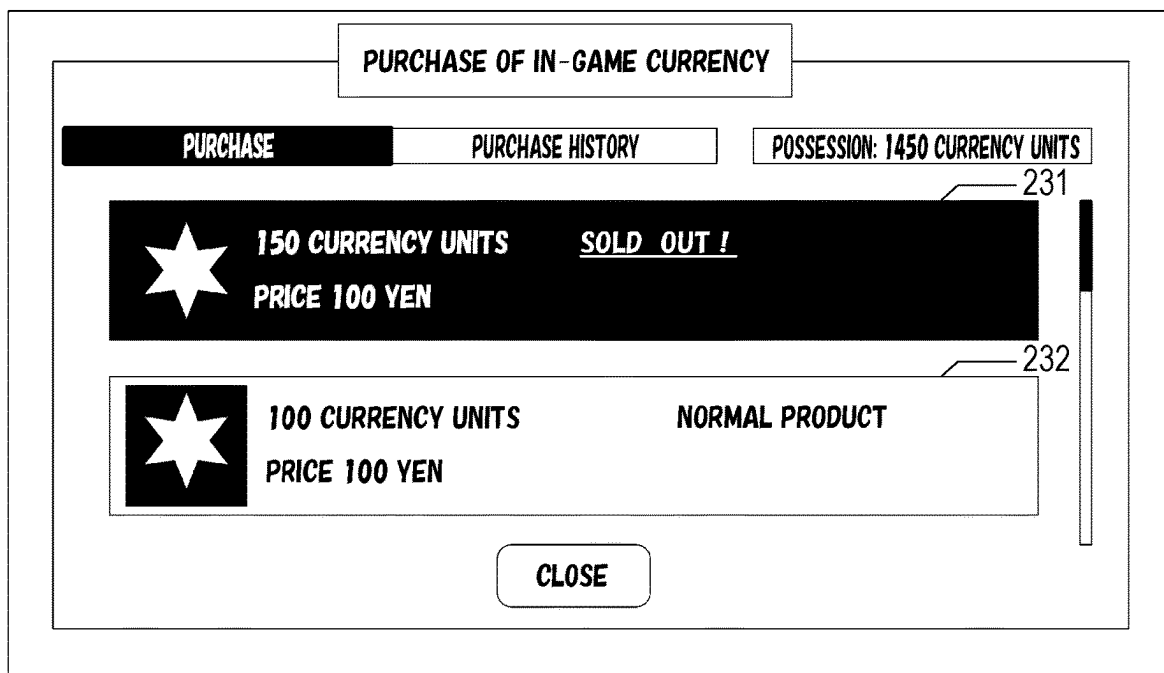 PURCHASE OF IN-GAME CURRENCY
PURCHASE
PURCHASE HISTORY
POSSESSION: 1450 CURRENCY UNITS
231
150 CURRENCY UNITS SOLD OUT !
PRICE 100 YEN
232
100 CURRENCY UNITS NORMAL PRODUCT
PRICE 100 YEN
CLOSE